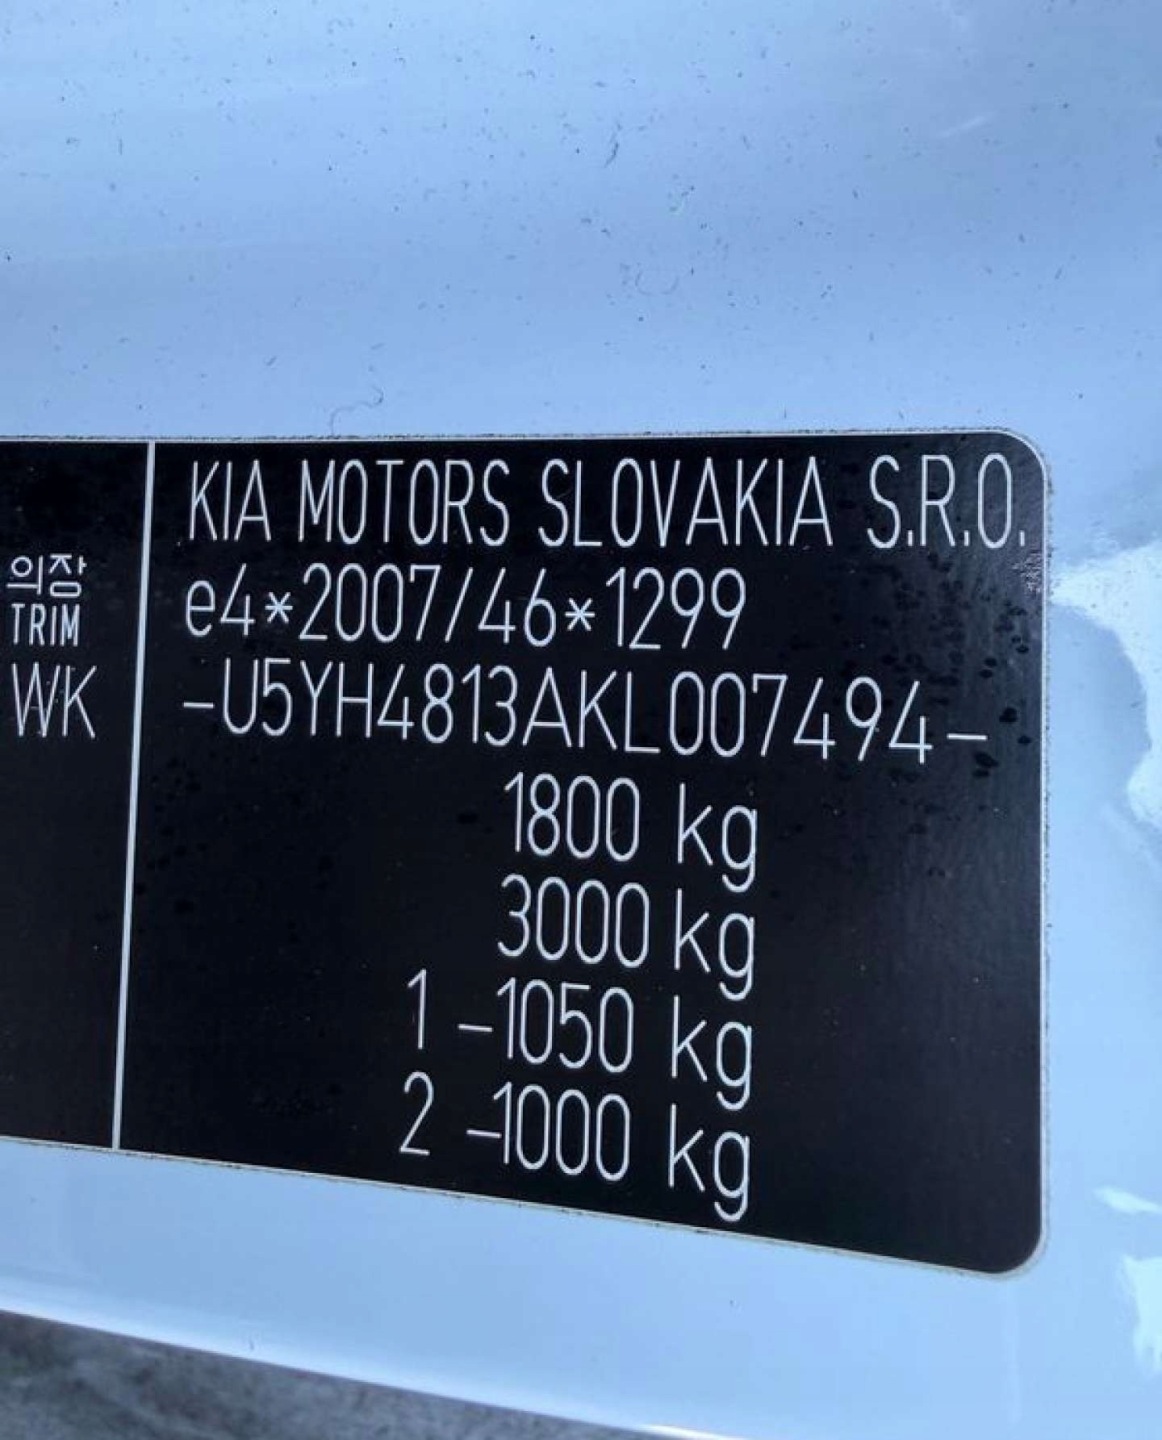 KIA MOTORS SLOVAKIA S.R.O.
e4*2007/46*1299
-U5YH4813AKL007494-
1800 kg
3000 kg
1 -1050 kg
2 -1000 kg
의장
TRIM
WK